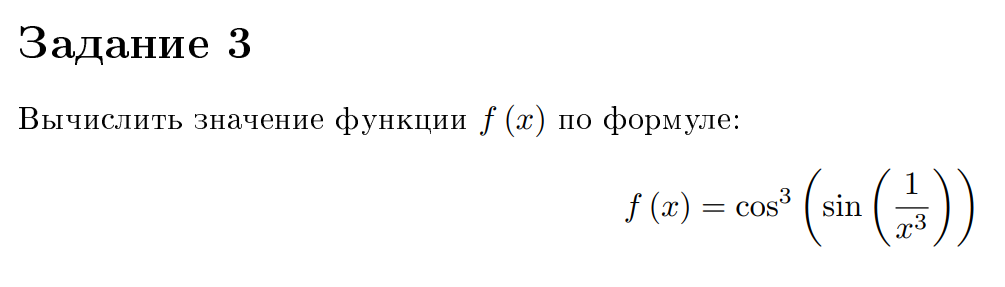 Задание 3
Вычислить значение функции f (x) по формуле:
f (x) = cos³ (sin (1/x³))